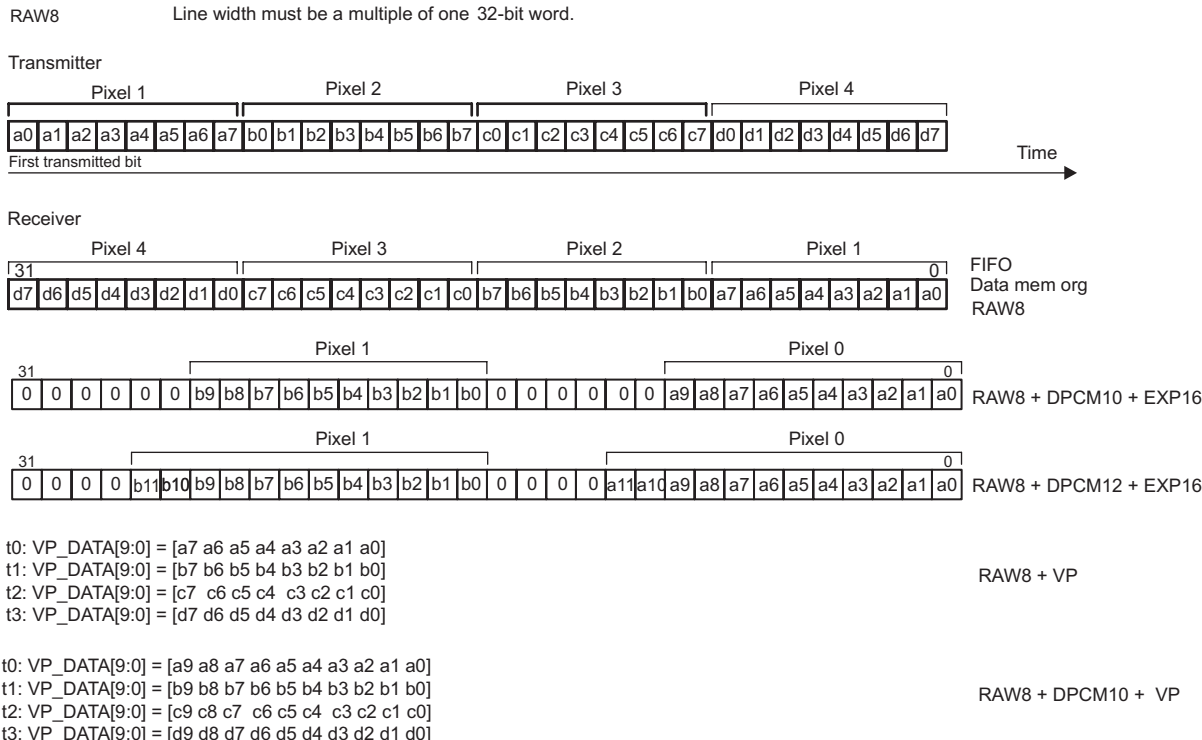 RAW8 Line width must be a multiple of one 32-bit word.
Transmitter
Pixel 1 Pixel 2 Pixel 3 Pixel 4
a0 a1 a2 a3 a4 a5 a6 a7 b0 b1 b2 b3 b4 b5 b6 b7 c0 c1 c2 c3 c4 c5 c6 c7 d0 d1 d2 d3 d4 d5 d6 d7
First transmitted bit
Time
Receiver
Pixel 4 Pixel 3 Pixel 2 Pixel 1
31 0
d7 d6 d5 d4 d3 d2 d1 d0 c7 c6 c5 c4 c3 c2 c1 c0 b7 b6 b5 b4 b3 b2 b1 b0 a7 a6 a5 a4 a3 a2 a1 a0
FIFO
Data mem org
RAW8
Pixel 1 Pixel 0
31 0
0 0 0 0 0 0 b9 b8 b7 b6 b5 b4 b3 b2 b1 b0 0 0 0 0 0 0 a9 a8 a7 a6 a5 a4 a3 a2 a1 a0 RAW8 + DPCM10 + EXP16
Pixel 1 Pixel 0
31 0
0 0 0 0 b11 b10 b9 b8 b7 b6 b5 b4 b3 b2 b1 b0 0 0 0 0 a11 a10 a9 a8 a7 a6 a5 a4 a3 a2 a1 a0 RAW8 + DPCM12 + EXP16
t0: VP_DATA[9:0] = [a7 a6 a5 a4 a3 a2 a1 a0]
t1: VP_DATA[9:0] = [b7 b6 b5 b4 b3 b2 b1 b0]
t2: VP_DATA[9:0] = [c7 c6 c5 c4 c3 c2 c1 c0]
t3: VP_DATA[9:0] = [d7 d6 d5 d4 d3 d2 d1 d0]
RAW8 + VP
t0: VP_DATA[9:0] = [a9 a8 a7 a6 a5 a4 a3 a2 a1 a0]
t1: VP_DATA[9:0] = [b9 b8 b7 b6 b5 b4 b3 b2 b1 b0]
t2: VP_DATA[9:0] = [c9 c8 c7 c6 c5 c4 c3 c2 c1 c0]
t3: VP_DATA[9:0] = [d9 d8 d7 d6 d5 d4 d3 d2 d1 d0]
RAW8 + DPCM10 + VP